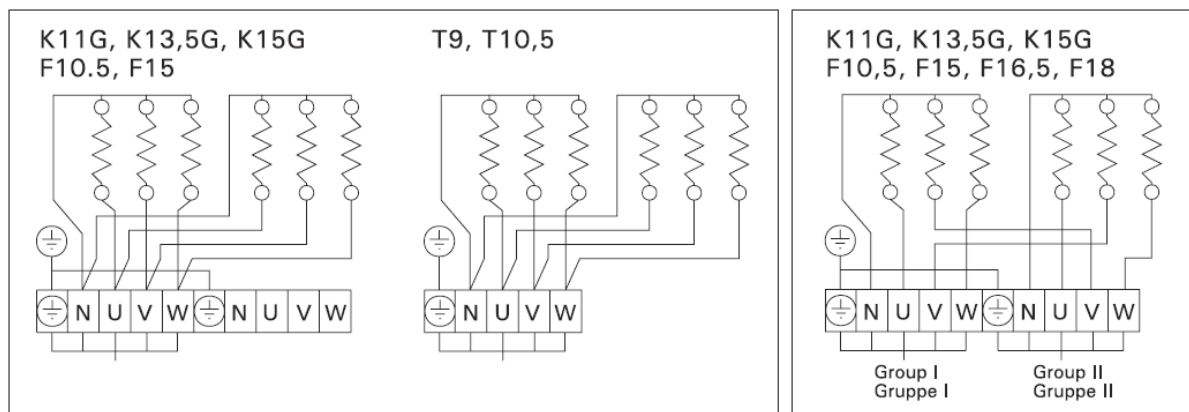 K11G, K13,5G, K15G
F10.5, F15
N U V W N U V W
T9, T10,5
N U V W
K11G, K13,5G, K15G
F10,5, F15, F16,5, F18
N U V W N U V W
Group I
Gruppe I
Group II
Gruppe II